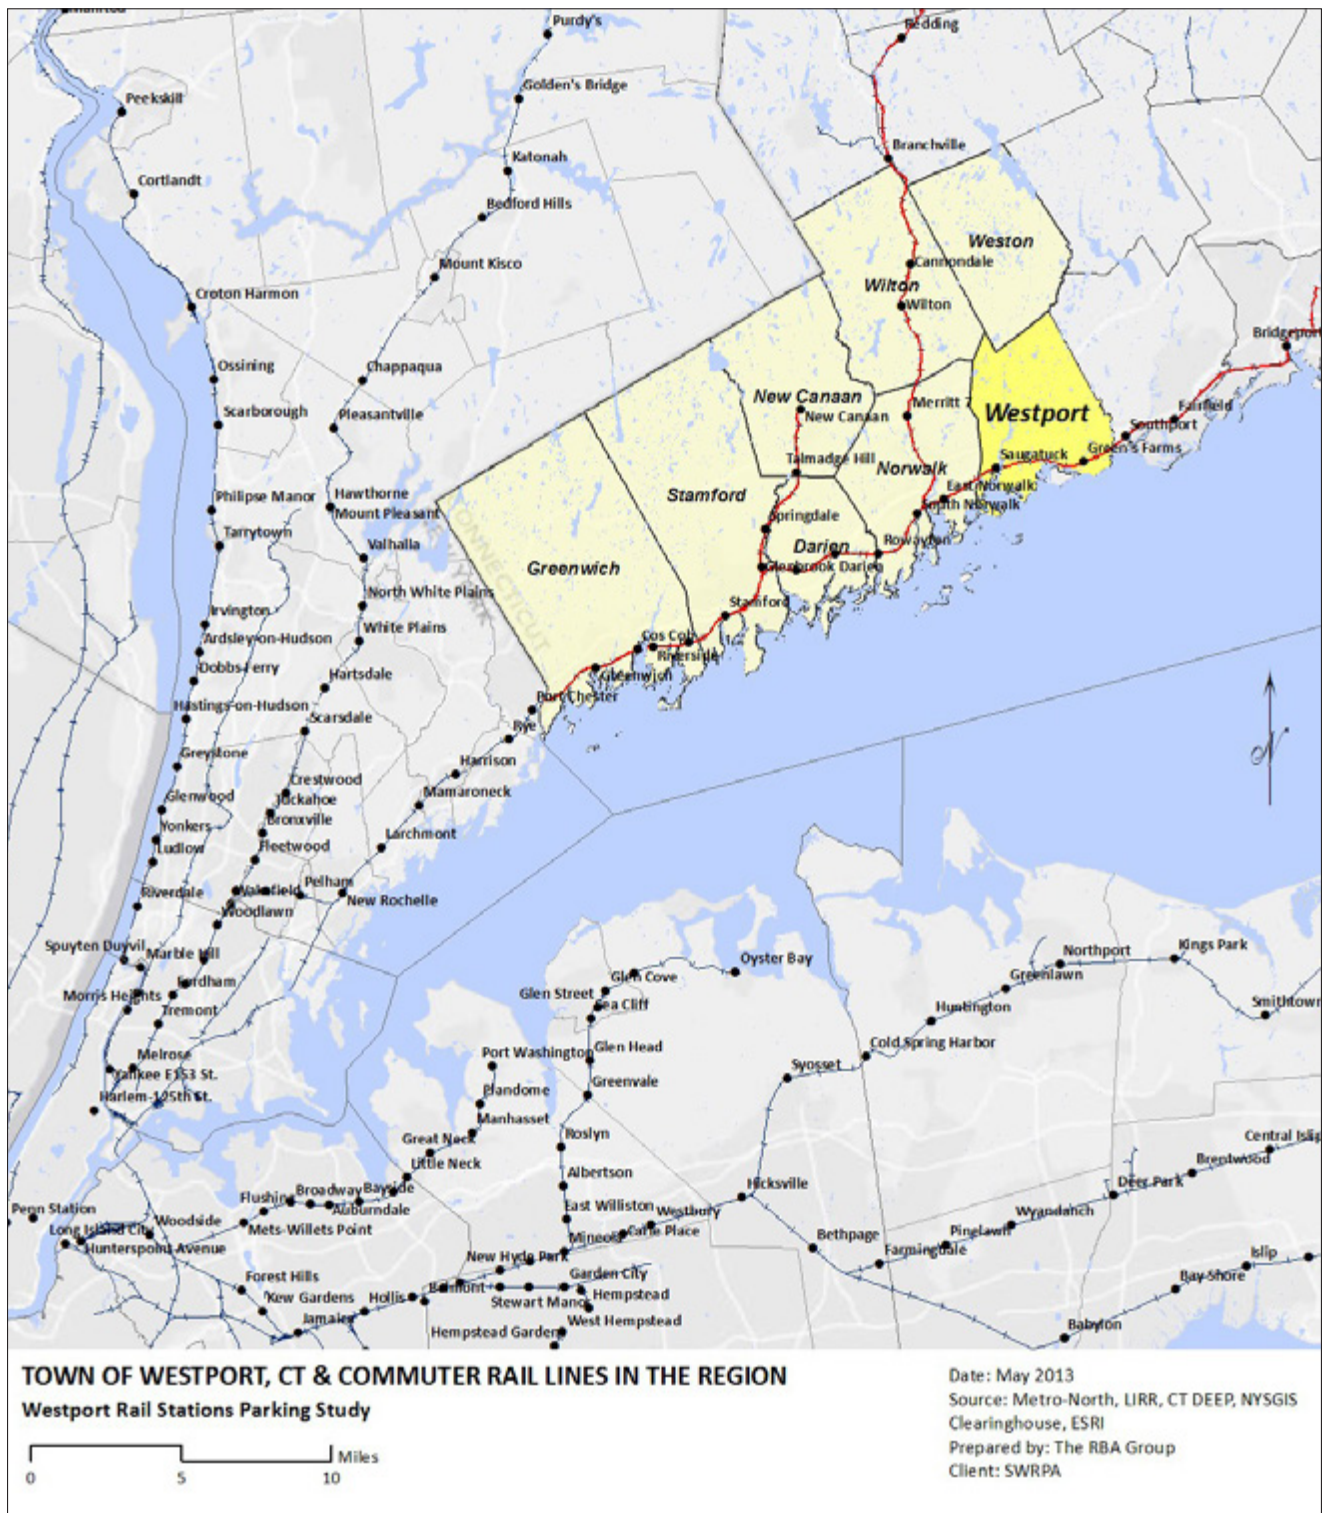 Purdy's
Redding
Golden's Bridge
Peekskill
Branchville
Katonah
Cortlandt
Bedford Hills
Weston
Mount Kisco
Cannondale
Wilton
Croton Harmon
Wilton
Bridgeport
Ossining
Chappaqua
New Canaan
Merritt 7
Westport
Fairfield
Scarborough
Pleasantville
New Canaan
Southport
Green's Farms
Talmadge Hill
Saugatuck
Norwalk
Philipse Manor
Hawthorne
Stamford
East Norwalk
Mount Pleasant
South Norwalk
Springdale
Tarrytown
CONNECTICUT
NEW YORK
Valhalla
Darien
Rowayton
Greenwich
Glenbrook
Darien
North White Plains
Stamford
Irvington
White Plains
Cos Cob
Ardsley-on-Hudson
Riverside
Dobbs Ferry
Hartsdale
Greenwich
Hastings-on-Hudson
Port Chester
Scarsdale
Rye
Greystone
Harrison
Crestwood
Glenwood
Tuckahoe
Mamaroneck
Yonkers
Bronxville
Ludlow
Fleetwood
Larchmont
Riverdale
Wakefield
Pelham
New Rochelle
Woodlawn
Spuyten Duyvil
Marble Hill
Oyster Bay
Northport
Kings Park
Fordham
Glen Cove
Greenlawn
Morris Heights
Glen Street
Sea Cliff
Huntington
Smithtown
Tremont
Melrose
Port Washington
Glen Head
Cold Spring Harbor
Yankee E153 St.
Syosset
Harlem-125th St.
Plandome
Greenvale
Manhasset
Great Neck
Roslyn
Central Islip
Little Neck
Albertson
Brentwood
Flushing
Broadway
Bayside
Hicksville
Deer Park
Penn Station
Auburndale
East Williston
Westbury
Wyandanch
Long Island City
Woodside
Mets-Willets Point
Mineola
Carle Place
Bethpage
Pinelawn
Hunterspoint Avenue
New Hyde Park
Farmingdale
Islip
Forest Hills
Belmont
Garden City
Bay Shore
Kew Gardens
Hollis
Stewart Manor
Hempstead
Jamaica
West Hempstead
Hempstead Gardens
Babylon
TOWN OF WESTPORT, CT & COMMUTER RAIL LINES IN THE REGION
Westport Rail Stations Parking Study
Miles
0 5 10
Date: May 2013
Source: Metro-North, LIRR, CT DEEP, NYSGIS
Clearinghouse, ESRI
Prepared by: The RBA Group
Client: SWRPA
N